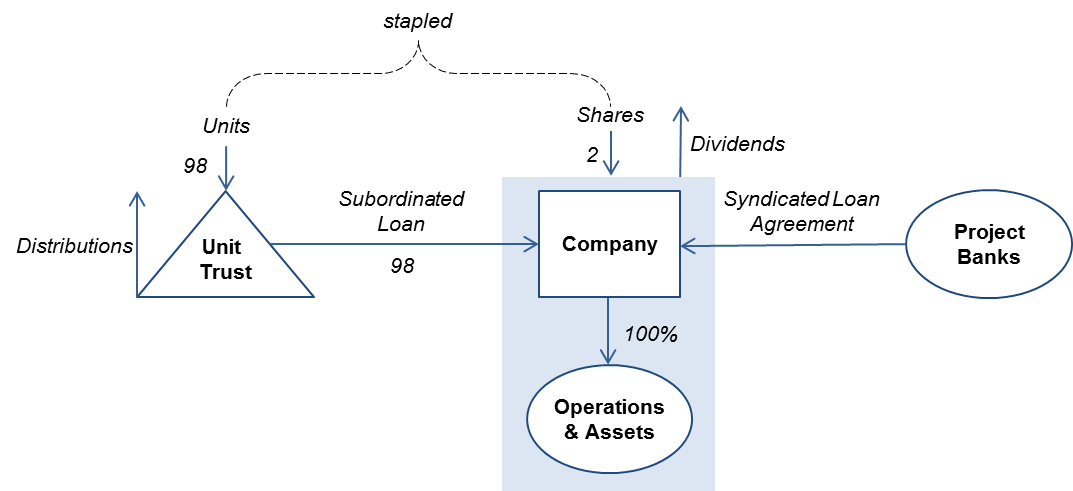 stapled
Units
98
Shares
2
Dividends
Distributions
Unit
Trust
Subordinated
Loan
98
Company
Syndicated Loan
Agreement
Project
Banks
100%
Operations
& Assets